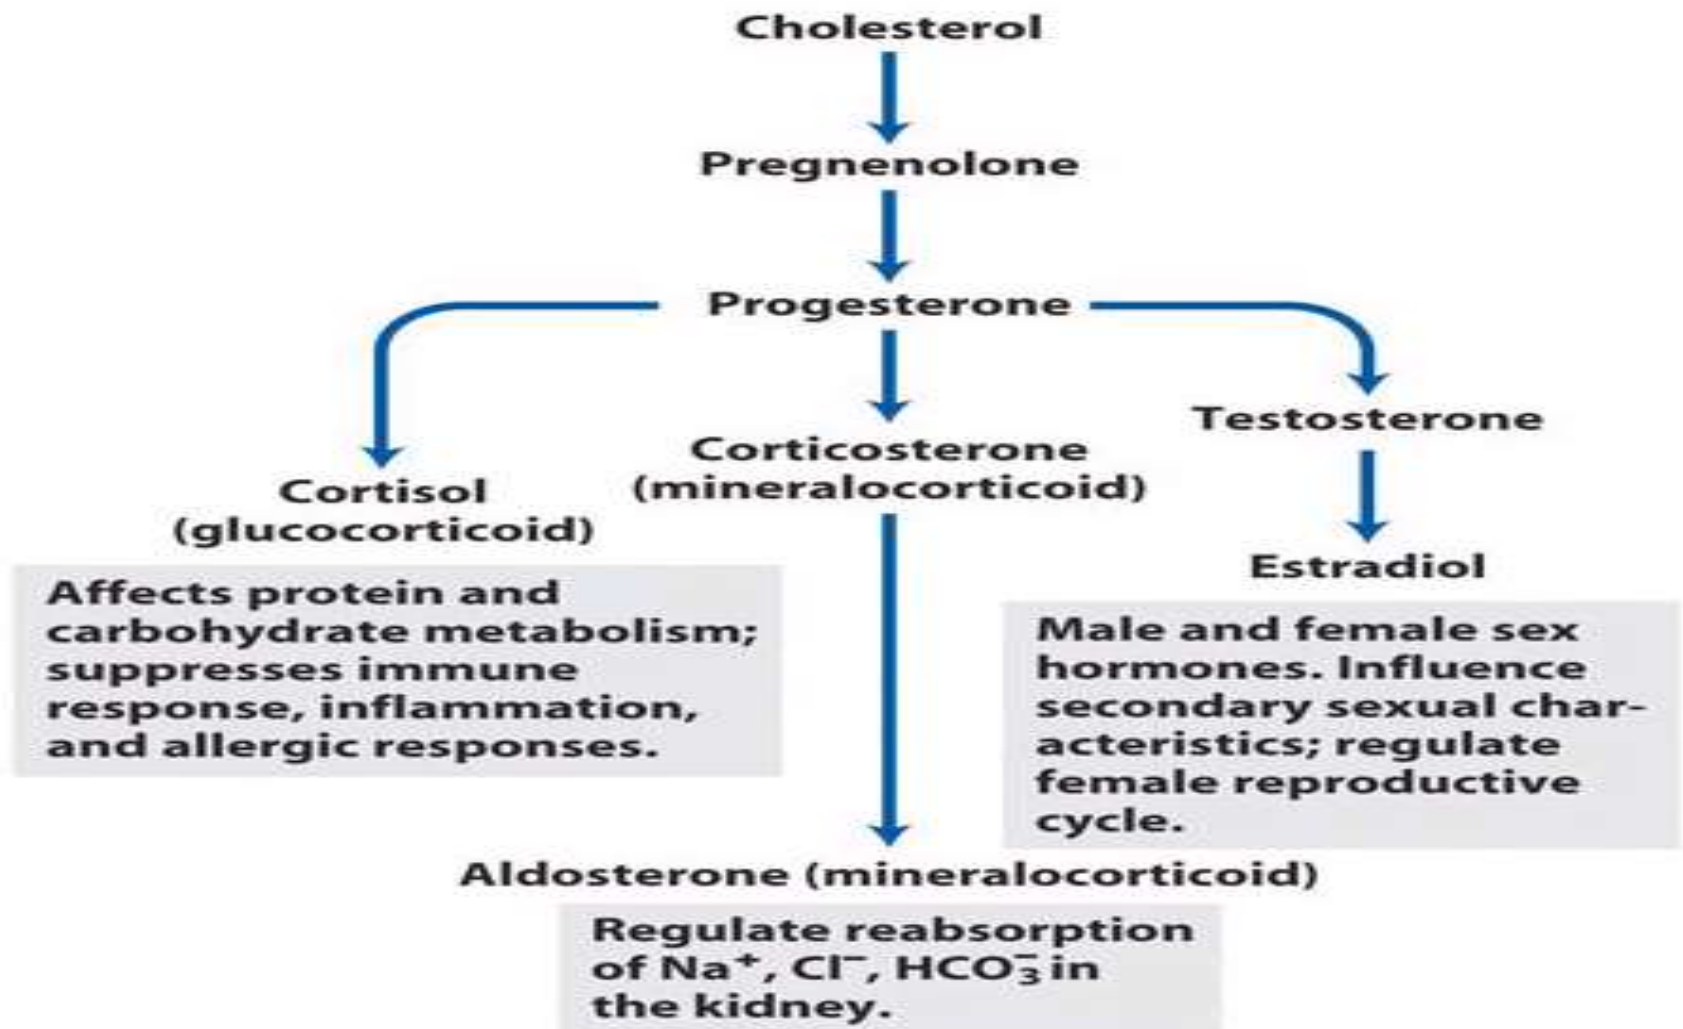 Cholesterol
Pregnenolone
Progesterone
Testosterone
Corticosterone
(mineralocorticoid)
Cortisol
(glucocorticoid)
Estradiol
Affects protein and
carbohydrate metabolism;
suppresses immune
response, inflammation,
and allergic responses.
Male and female sex
hormones. Influence
secondary sexual char-
acteristics; regulate
female reproductive
cycle.
Aldosterone (mineralocorticoid)
Regulate reabsorption
of Na⁺, Cl⁻, HCO₃⁻ in
the kidney.